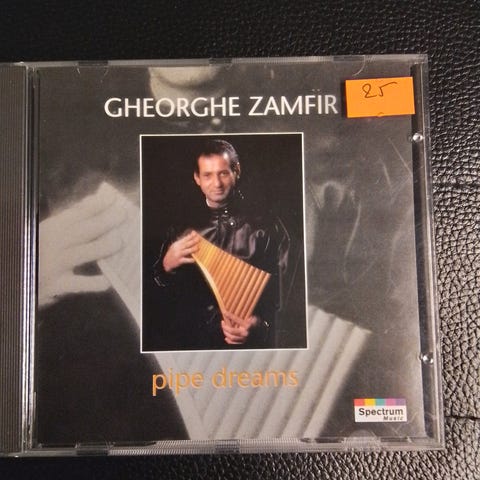 GHEORGHE ZAMFIR
25
pipe dreams
Spectrum
Music